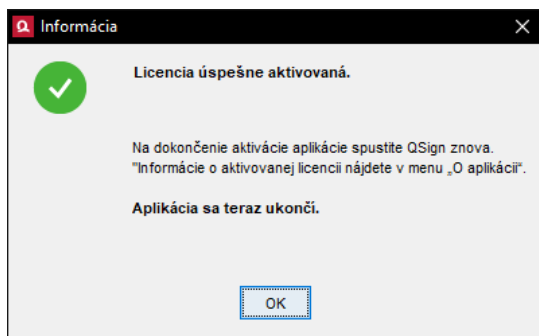 Informácia
Licencia úspešne aktivovaná.
Na dokončenie aktivácie aplikácie spustite QSign znova.
"Informácie o aktivovanej licencii nájdete v menu „O aplikácii“.
Aplikácia sa teraz ukončí.
OK